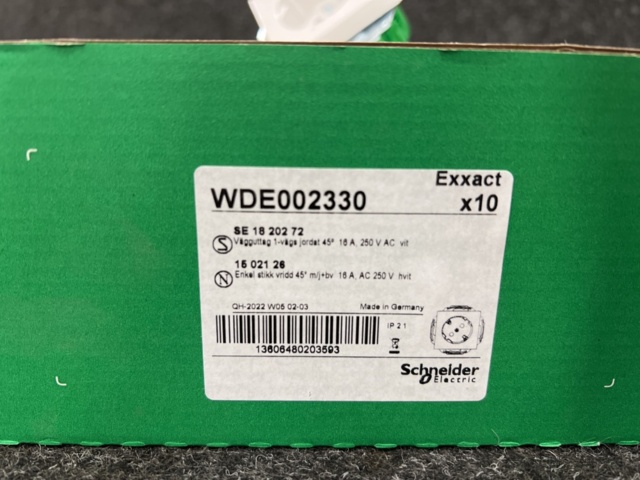 Exxact
WDE002330 x10
SE 18 202 72
S Vägguttag 1-vägs jordat 45° 16 A, 250 V AC vit
15 021 26
N Enkel stikk vridd 45° m/j+bv 16 A, AC 250 V hvit
QH-2022 W05 02-03 Made in Germany
IP 21
13606480203593
Schneider
Electric